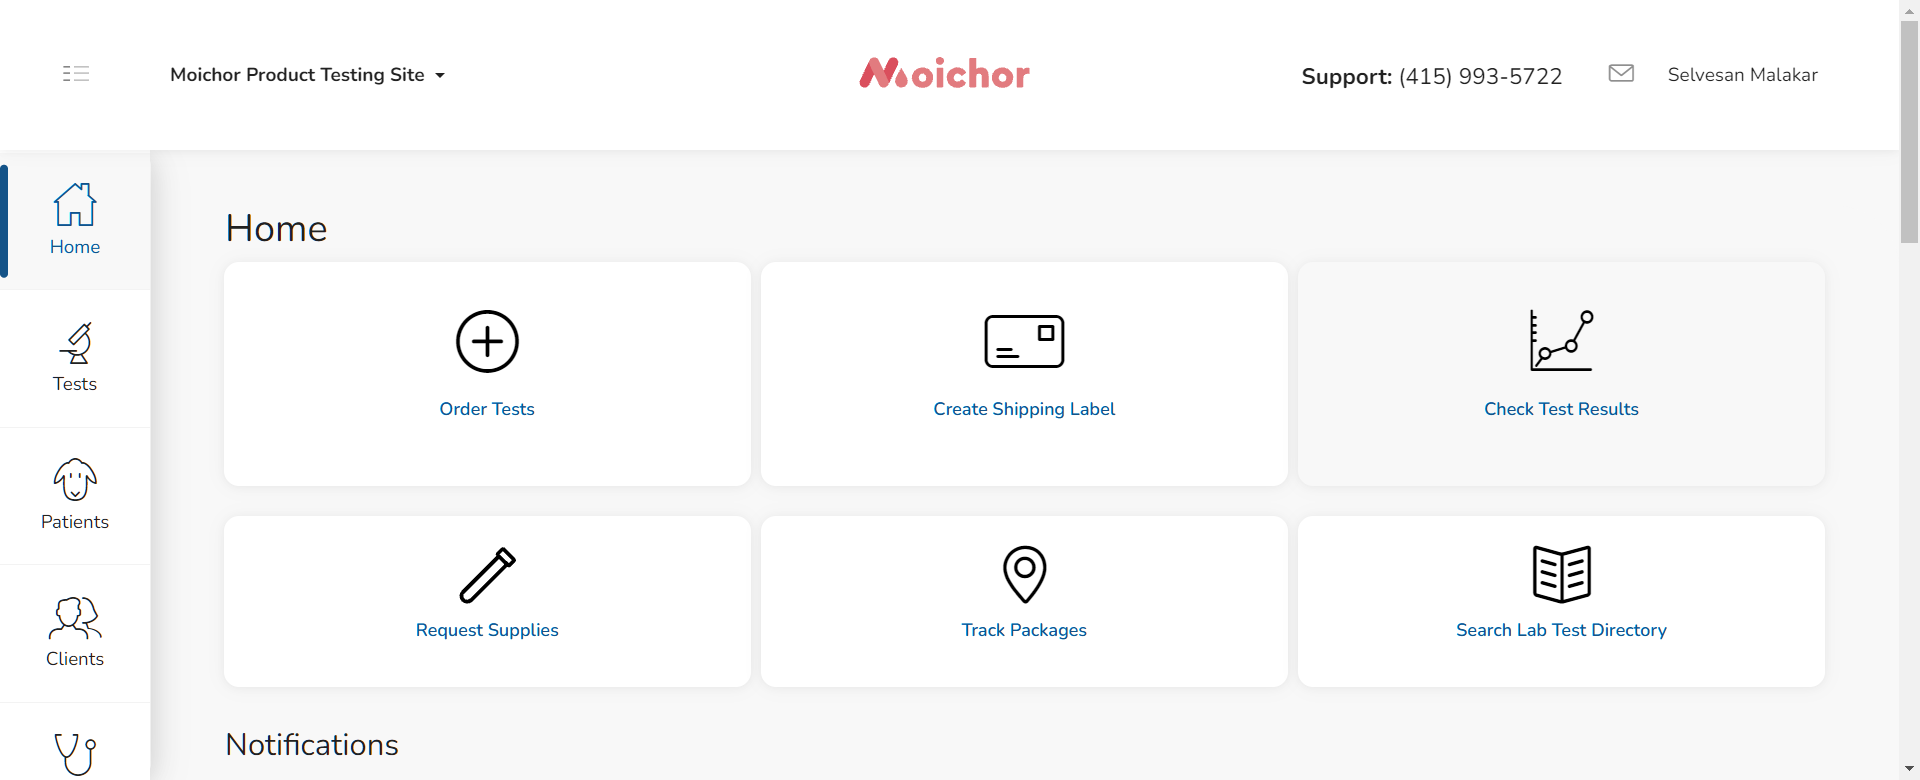 Moichor Product Testing Site
Moichor
Support: (415) 993-5722
Selvesan Malakar
Home
Tests
Patients
Clients
Home
Order Tests
Create Shipping Label
Check Test Results
Request Supplies
Track Packages
Search Lab Test Directory
Notifications